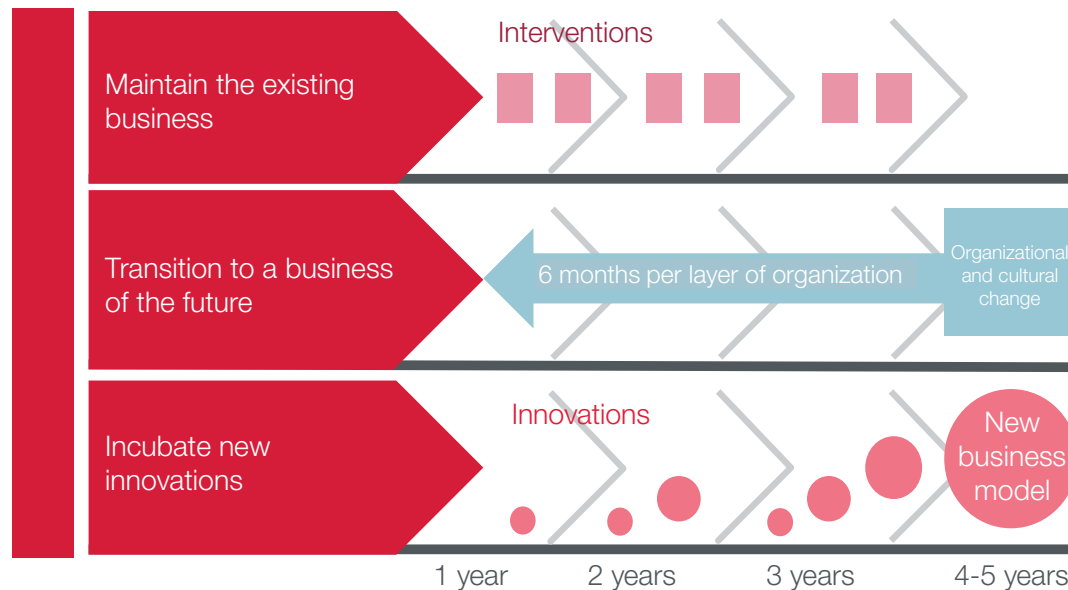 Interventions
Maintain the existing
business
Transition to a business
of the future
6 months per layer of organization
Organizational
and cultural
change
Innovations
Incubate new
innovations
New
business
model
1 year
2 years
3 years
4-5 years